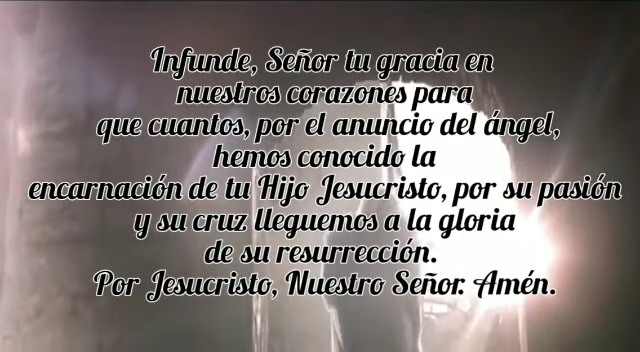 Infunde, Señor tu gracia en
nuestros corazones para
que cuantos, por el anuncio del ángel,
hemos conocido la
encarnación de tu Hijo Jesucristo, por su pasión
y su cruz lleguemos a la gloria
de su resurrección.
Por Jesucristo, Nuestro Señor. Amén.